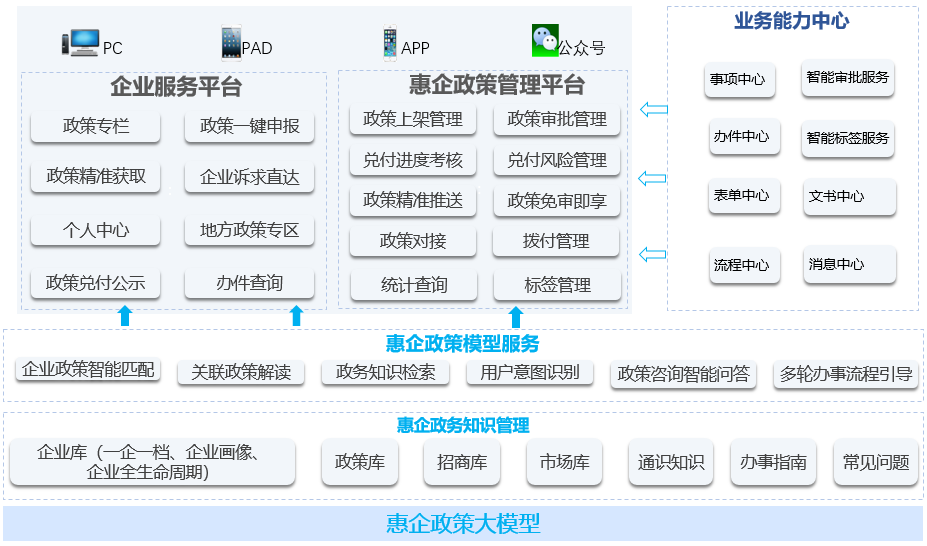 PC
PAD
APP
公众号
企业服务平台
政策专栏
政策一键申报
政策精准获取
企业诉求直达
个人中心
地方政策专区
政策兑付公示
办件查询
惠企政策管理平台
政策上架管理
政策审批管理
兑付进度考核
兑付风险管理
政策精准推送
政策免审即享
政策对接
拨付管理
统计查询
标签管理
业务能力中心
事项中心
智能审批服务
办件中心
智能标签服务
表单中心
文书中心
流程中心
消息中心
惠企政策模型服务
企业政策智能匹配
关联政策解读
政务知识检索
用户意图识别
政策咨询智能问答
多轮办事流程引导
惠企政务知识管理
企业库（一企一档、企业画像、
企业全生命周期）
政策库
招商库
市场库
通识知识
办事指南
常见问题
惠企政策大模型